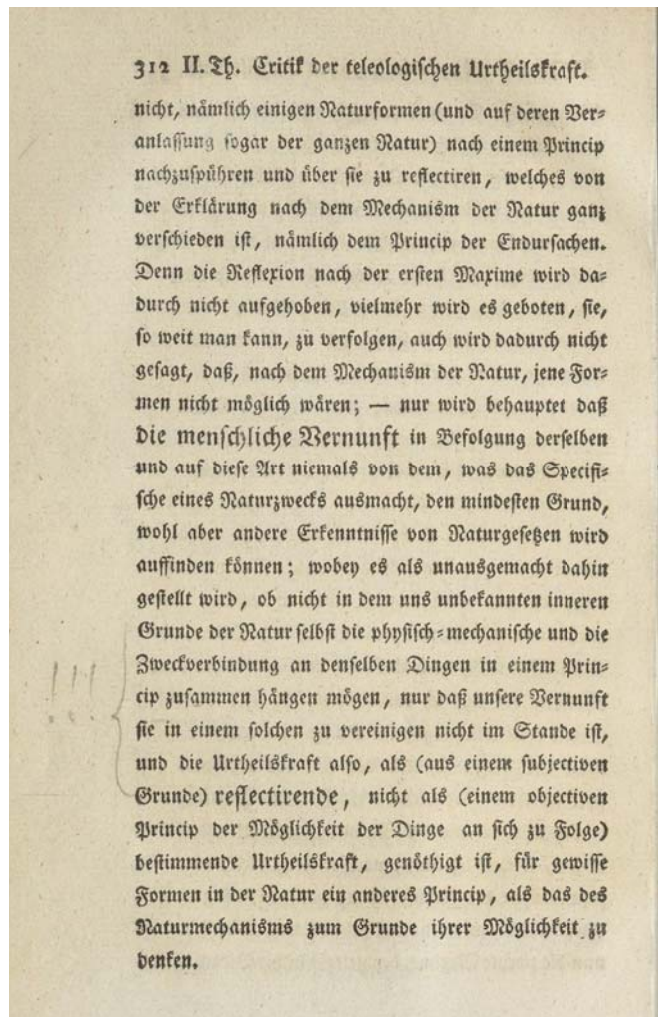 312 II. Th. Critik der teleologischen Urtheilskraft.
nicht, nämlich einigen Naturformen (und auf deren Ver⸗
anlassung sogar der ganzen Natur) nach einem Princip
nachzuspühren und über sie zu reflectiren, welches von
der Erklärung nach dem Mechanism der Natur ganz
verschieden ist, nämlich dem Princip der Endursachen.
Denn die Reflexion nach der ersten Maxime wird da⸗
durch nicht aufgehoben, vielmehr wird es geboten, sie,
so weit man kann, zu verfolgen, auch wird dadurch nicht
gesagt, daß, nach dem Mechanism der Natur, jene For⸗
men nicht möglich wären; — nur wird behauptet daß
die menschliche Vernunft in Befolgung derselben
und auf diese Art niemals von dem, was das Specifi⸗
sche eines Naturzwecks ausmacht, den mindesten Grund,
wohl aber andere Erkenntnisse von Naturgesetzen wird
auffinden können; wobey es als unausgemacht dahin
gestellt wird, ob nicht in dem uns unbekannten inneren
Grunde der Natur selbst die physisch⸗mechanische und die
Zweckverbindung an denselben Dingen in einem Prin⸗
cip zusammen hängen mögen, nur daß unsere Vernunft
sie in einem solchen zu vereinigen nicht im Stande ist,
und die Urtheilskraft also, als (aus einem subjectiven
Grunde) reflectirende, nicht als (einem objectiven
Princip der Möglichkeit der Dinge an sich zu Folge)
bestimmende Urtheilskraft, genöthigt ist, für gewisse
Formen in der Natur ein anderes Princip, als das des
Naturmechanisms zum Grunde ihrer Möglichkeit zu
denken.
!!!